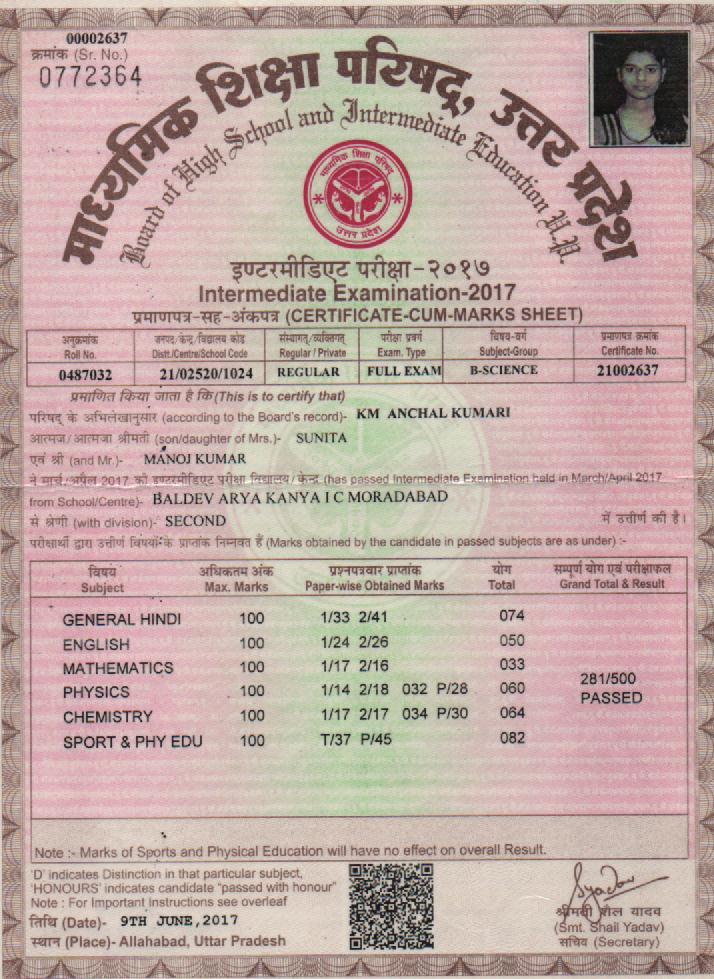 00002637
क्रमांक (Sr. No.)
0772364
माध्यमिक शिक्षा परिषद्, उत्तर प्रदेश
Board of High School and Intermediate Education U.P.
माध्यमिक शिक्षा परिषद
उत्तर प्रदेश
इण्टरमीडिएट परीक्षा-२०१७
Intermediate Examination-2017
प्रमाणपत्र-सह-अंकपत्र (CERTIFICATE-CUM-MARKS SHEET)
अनुक्रमांक जनपद/केन्द्र/विद्यालय कोड संस्थागत्/व्यक्तिगत् परीक्षा प्रवर्ग विषय-वर्ग प्रमाणपत्र क्रमांक
Roll No. Distt./Centre/School Code Regular / Private Exam. Type Subject-Group Certificate No.
0487032 21/02520/1024 REGULAR FULL EXAM B-SCIENCE 21002637
प्रमाणित किया जाता है कि (This is to certify that)
परिषद् के अभिलेखानुसार (according to the Board's record)- KM ANCHAL KUMARI
आत्मज/आत्मजा श्रीमती (son/daughter of Mrs.)- SUNITA
एवं श्री (and Mr.)- MANOJ KUMAR
ने मार्च/अप्रैल 2017 की इण्टरमीडिएट परीक्षा विद्यालय/केन्द्र (has passed Intermediate Examination held in March/April 2017
from School/Centre)- BALDEV ARYA KANYA I C MORADABAD
से श्रेणी (with division)- SECOND में उत्तीर्ण की है।
परीक्षार्थी द्वारा उत्तीर्ण विषयों के प्राप्तांक निम्नवत हैं (Marks obtained by the candidate in passed subjects are as under) :-
विषय अधिकतम अंक प्रश्नपत्रवार प्राप्तांक योग सम्पूर्ण योग एवं परीक्षाफल
Subject Max. Marks Paper-wise Obtained Marks Total Grand Total & Result
GENERAL HINDI 100 1/33 2/41 074
ENGLISH 100 1/24 2/26 050
MATHEMATICS 100 1/17 2/16 033
281/500
PHYSICS 100 1/14 2/18 032 P/28 060
PASSED
CHEMISTRY 100 1/17 2/17 034 P/30 064
SPORT & PHY EDU 100 T/37 P/45 082
Note :- Marks of Sports and Physical Education will have no effect on overall Result.
'D' indicates Distinction in that particular subject,
'HONOURS' indicates candidate "passed with honour"
Note : For Important Instructions see overleaf
तिथि (Date)- 9TH JUNE,2017
स्थान (Place)- Allahabad, Uttar Pradesh
Syadav
श्रीमती शैल यादव
(Smt. Shail Yadav)
सचिव (Secretary)